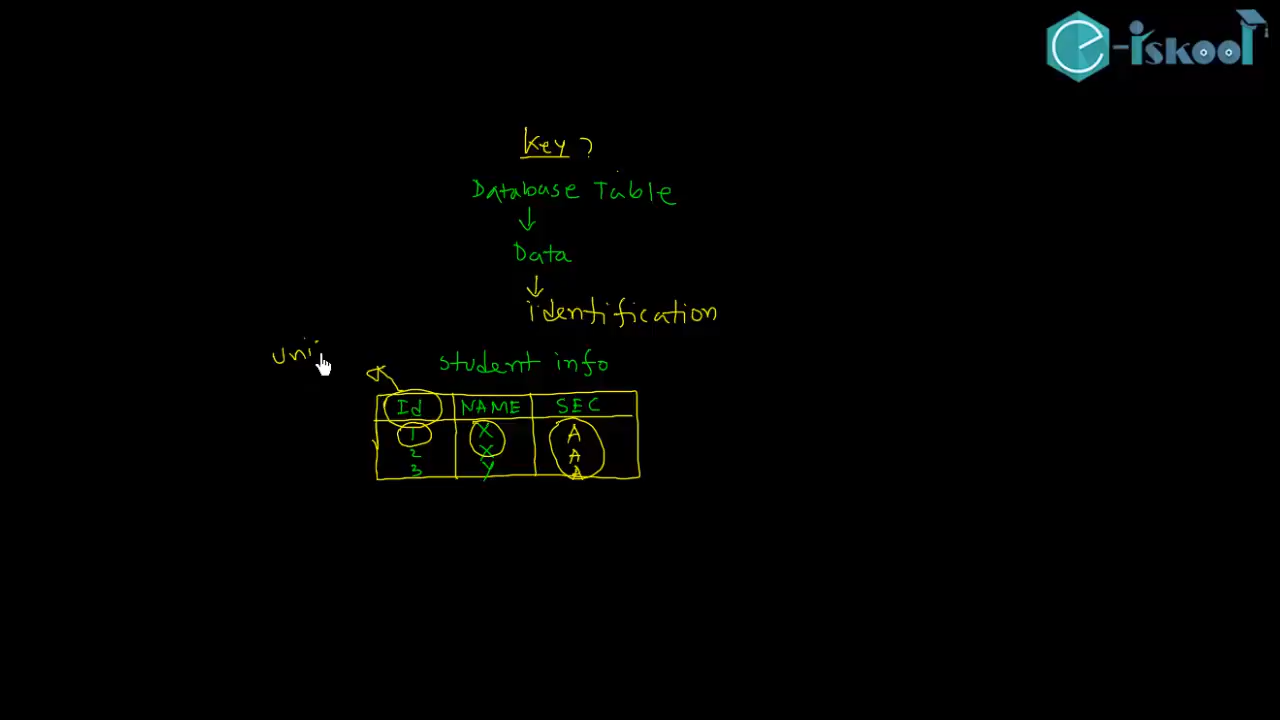 e-iskool
Key ?
Database Table
Data
identification
uni
student info
Id NAME SEC
1 X A
2 X A
3 Y A